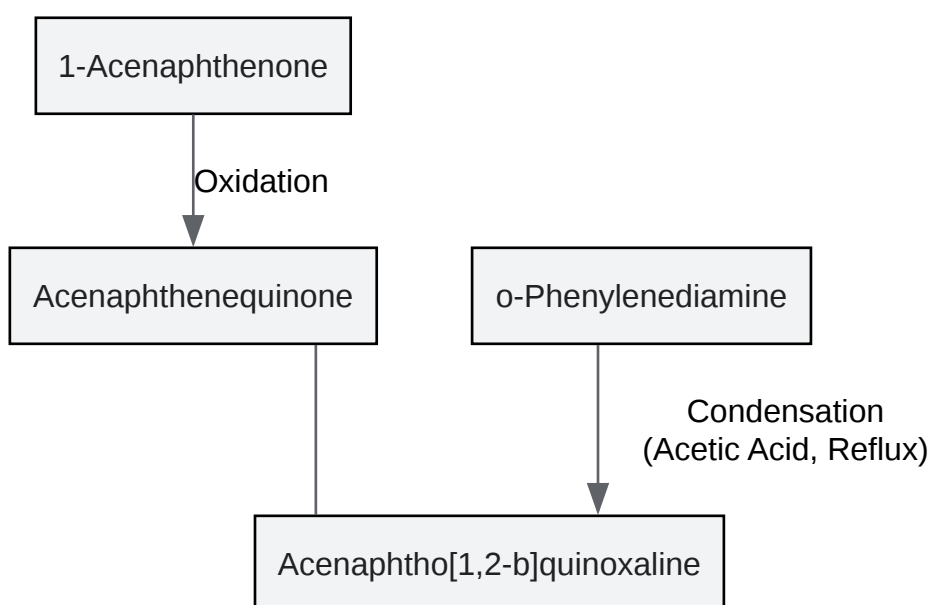 1-Acenaphthenone
Oxidation
Acenaphthenequinone
o-Phenylenediamine
Condensation
(Acetic Acid, Reflux)
Acenaphtho[1,2-b]quinoxaline